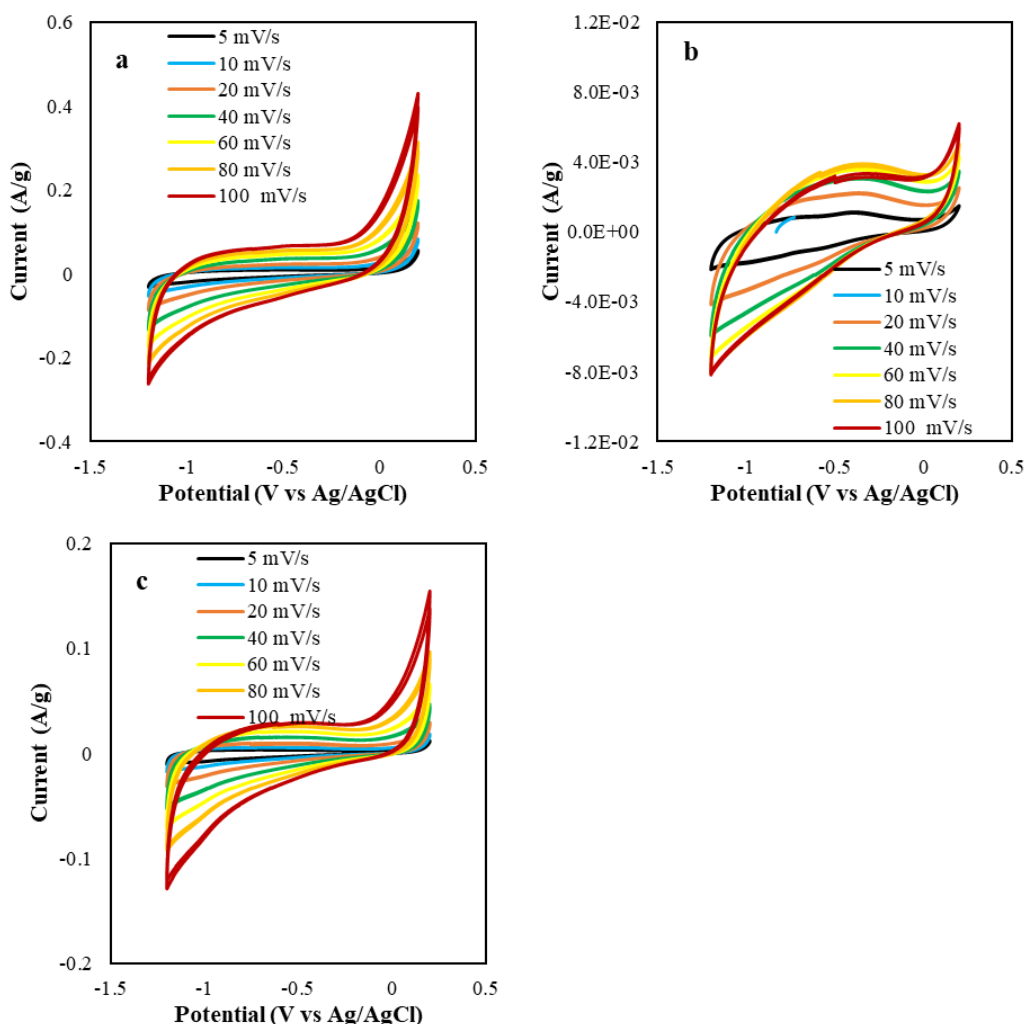 a
0.6
0.4
0.2
0
-0.2
-0.4
Current (A/g)
5 mV/s
10 mV/s
20 mV/s
40 mV/s
60 mV/s
80 mV/s
100 mV/s
-1.5 -1 -0.5 0 0.5
Potential (V vs Ag/AgCl)
b
1.2E-02
8.0E-03
4.0E-03
0.0E+00
-4.0E-03
-8.0E-03
-1.2E-02
Current (A/g)
5 mV/s
10 mV/s
20 mV/s
40 mV/s
60 mV/s
80 mV/s
100 mV/s
-1.5 -1 -0.5 0 0.5
Potential (V vs Ag/AgCl)
c
0.2
0.1
0
-0.1
-0.2
Current (A/g)
5 mV/s
10 mV/s
20 mV/s
40 mV/s
60 mV/s
80 mV/s
100 mV/s
-1.5 -1 -0.5 0 0.5
Potential (V vs Ag/AgCl)